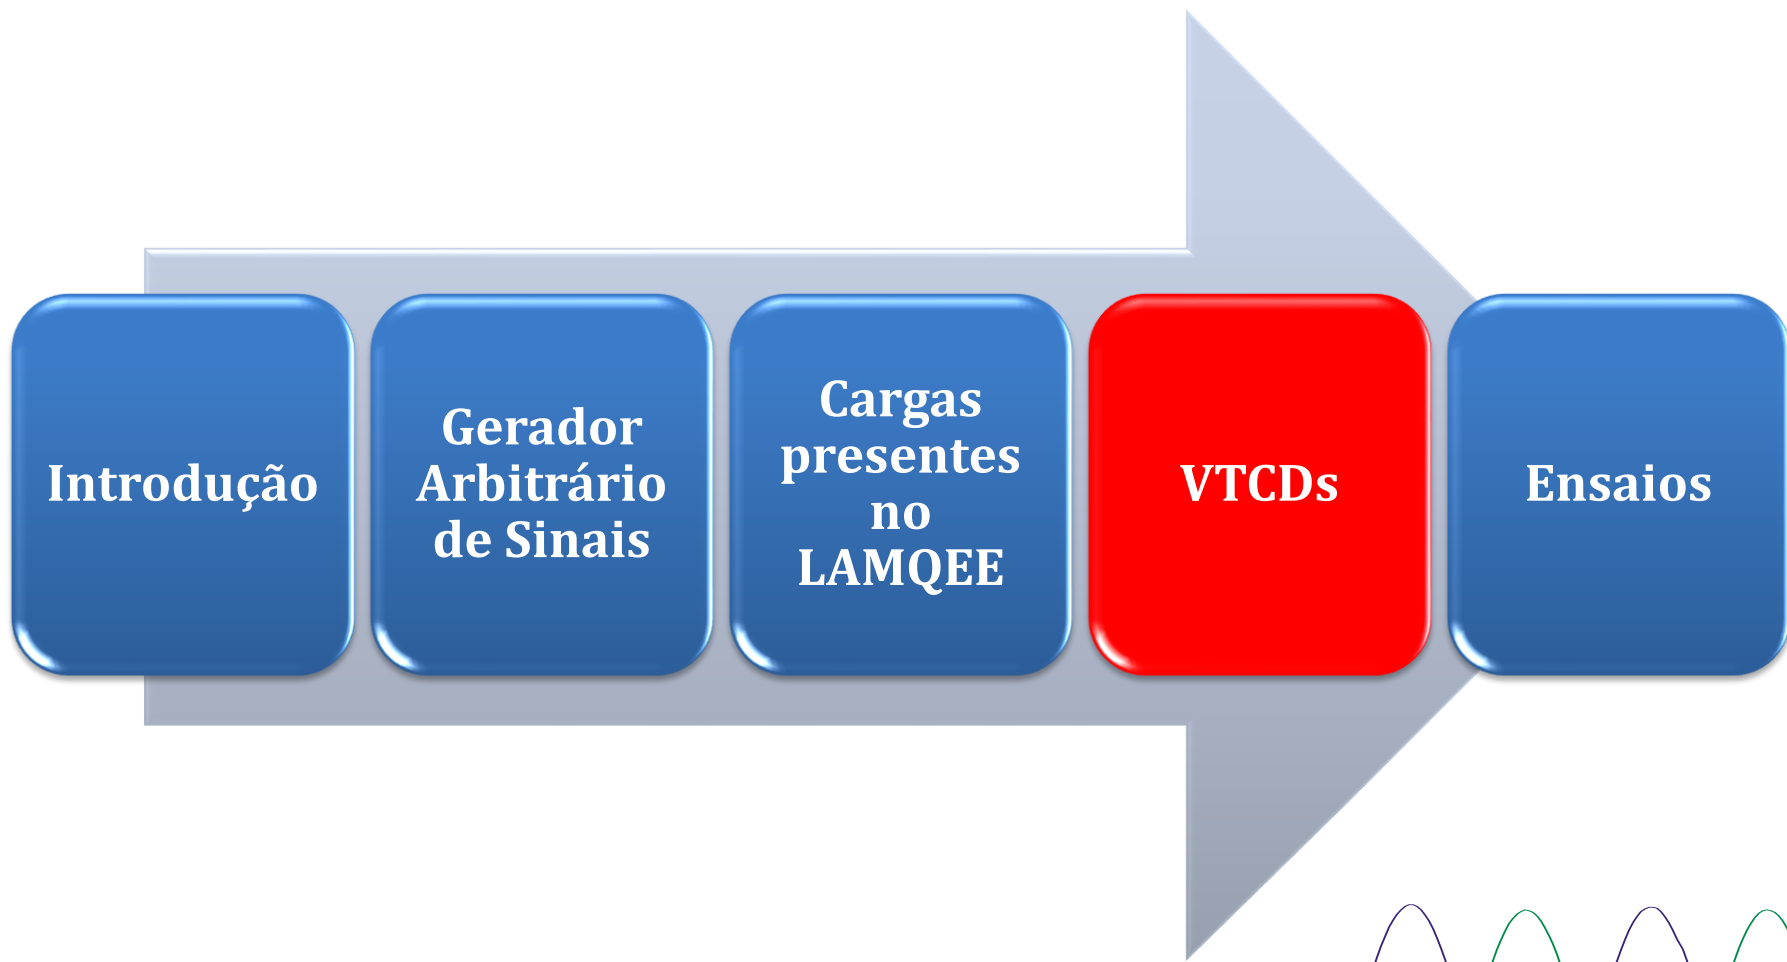 Introdução
Gerador
Arbitrário
de Sinais
Cargas
presentes
no
LAMQEE
VTCDs
Ensaios